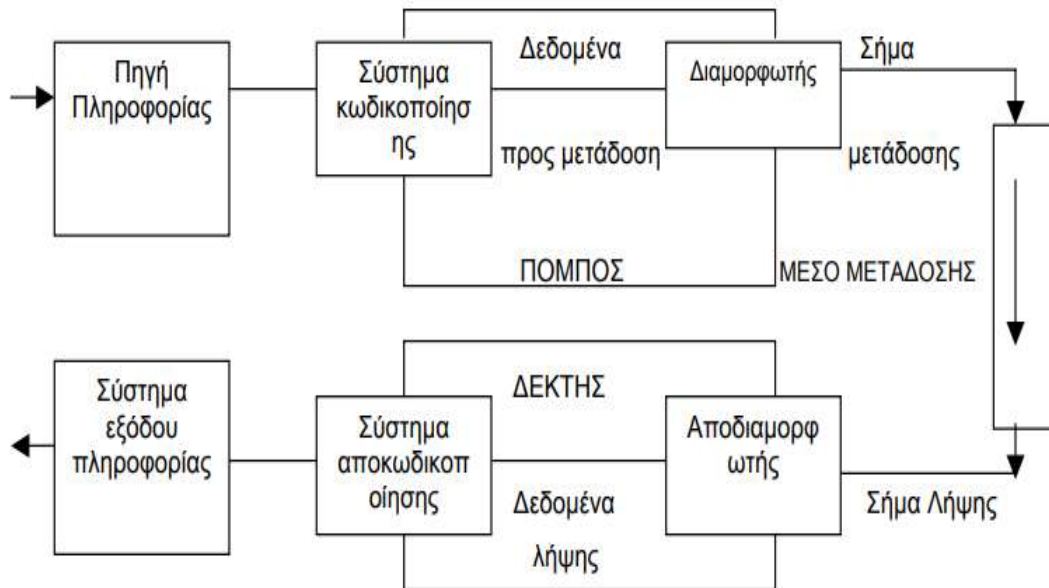 Πηγή
Πληροφορίας
Σύστημα
κωδικοποίησ
ης
Δεδομένα
προς μετάδοση
Διαμορφωτής
Σήμα
μετάδοσης
ΠΟΜΠΟΣ
ΜΕΣΟ ΜΕΤΑΔΟΣΗΣ
Σύστημα
εξόδου
πληροφορίας
Σύστημα
αποκωδικοπ
οίησης
ΔΕΚΤΗΣ
Δεδομένα
λήψης
Αποδιαμορφ
ωτής
Σήμα Λήψης